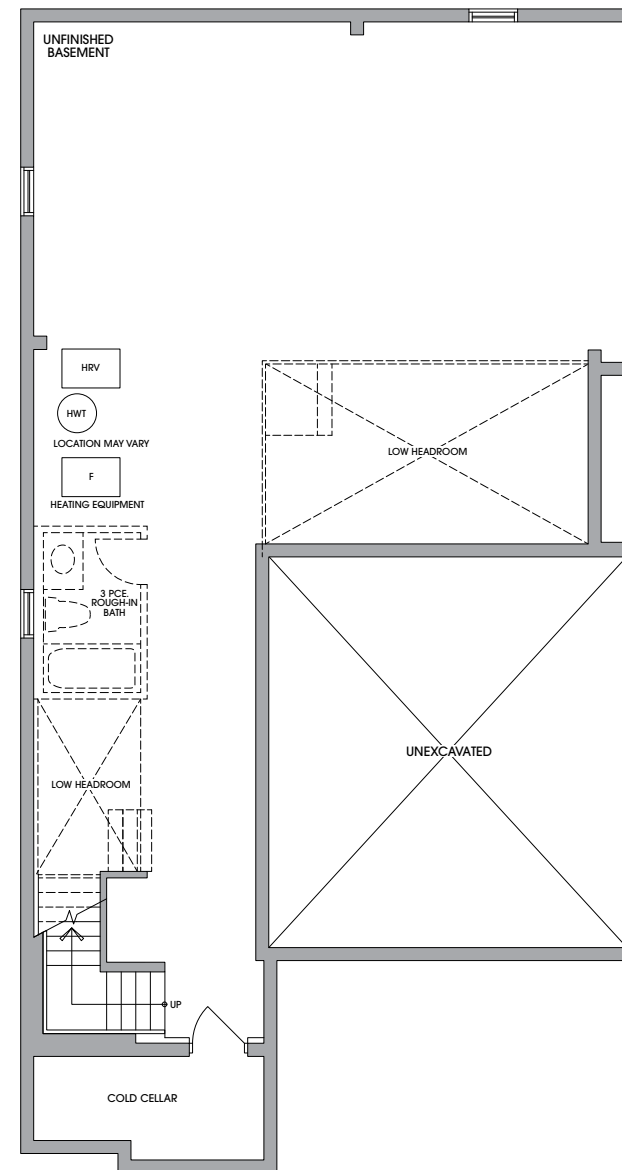 UNFINISHED
BASEMENT
HRV
HWT
LOCATION MAY VARY
F
HEATING EQUIPMENT
LOW HEADROOM
3 PCE.
ROUGH-IN
BATH
UNEXCAVATED
LOW HEADROOM
UP
COLD CELLAR